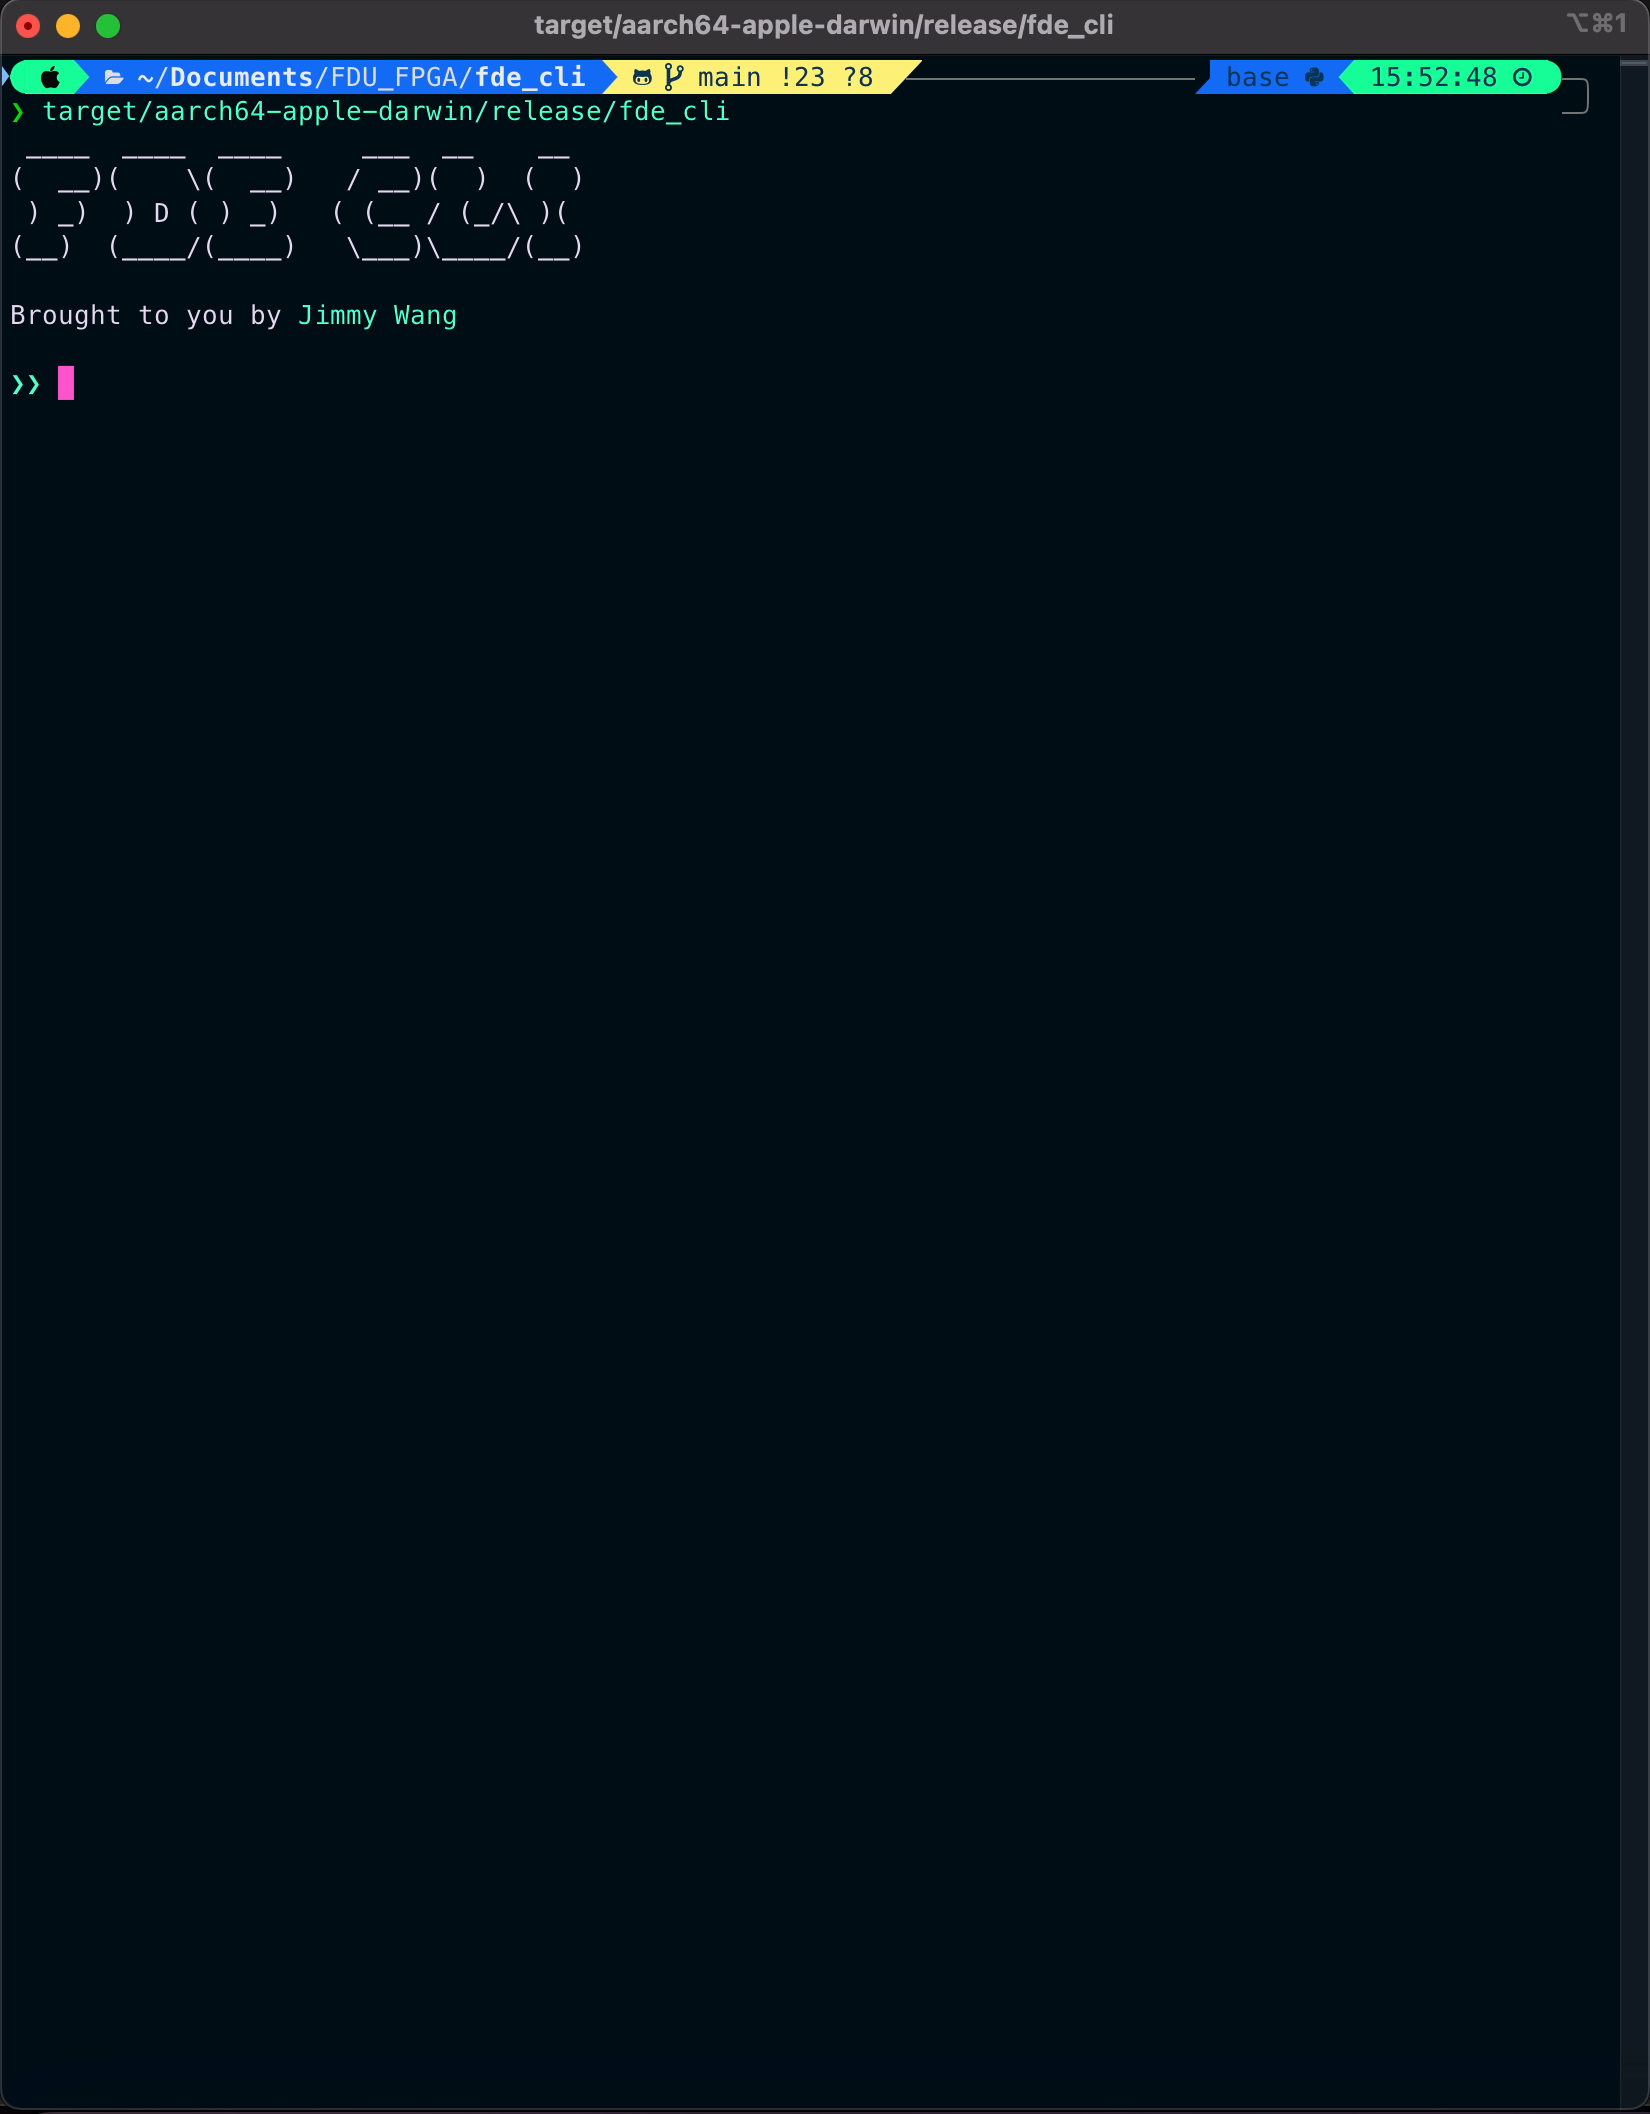 target/aarch64-apple-darwin/release/fde_cli ⌥⌘1
~/Documents/FDU_FPGA/fde_cli main !23 ?8 base 15:52:48
❯ target/aarch64-apple-darwin/release/fde_cli
 ____  ____  ____     ___  __    __
(  __)(    \(  __)   / __)(  )  (  )
 ) _)  ) D ( ) _)   ( (__ / (_/\ )(
(__)  (____/(____)   \___)\____/(__)
Brought to you by Jimmy Wang
❯❯